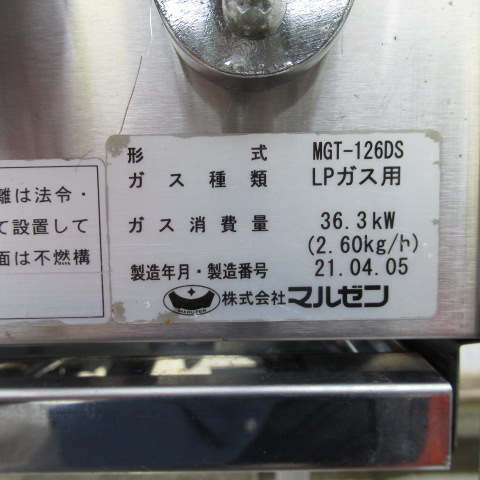 離は法令・
て設置して
面は不燃構
形式 MGT-126DS
ガス種類 LPガス用
ガス消費量 36.3kW
(2.60kg/h)
製造年月・製造番号 21.04.05
MARUZEN 株式会社マルゼン